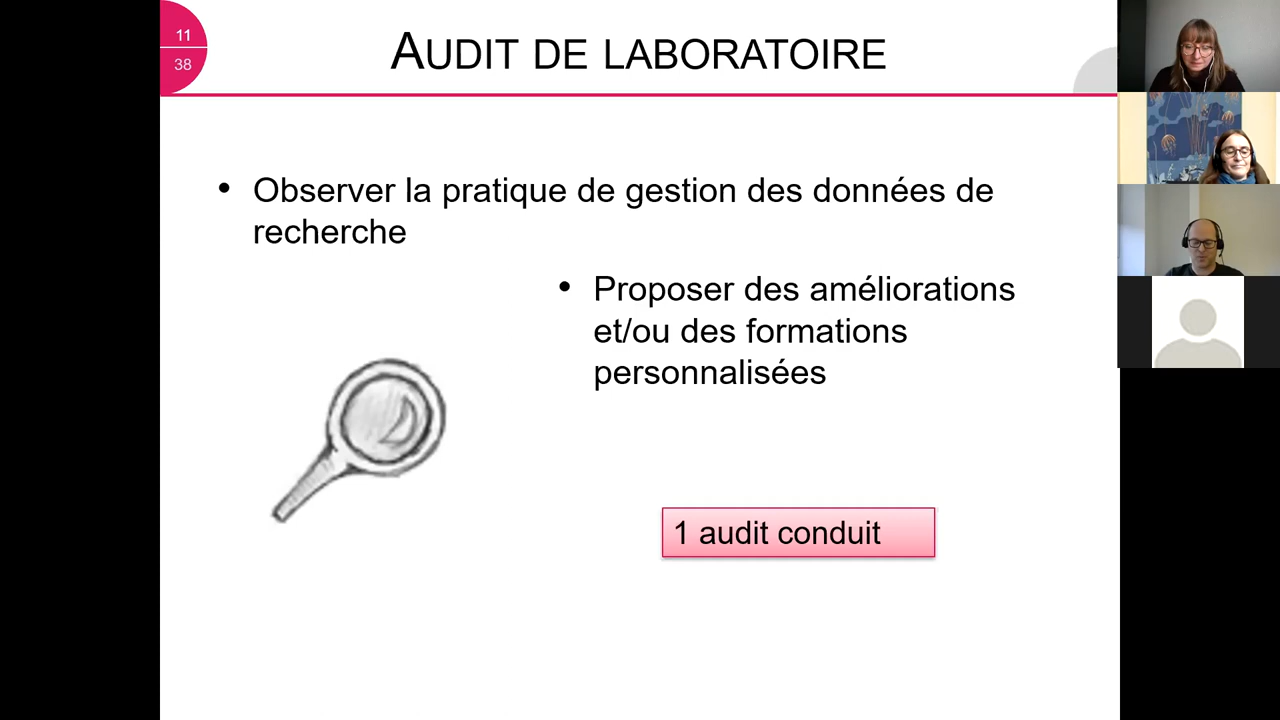 11
38
AUDIT DE LABORATOIRE
• Observer la pratique de gestion des données de
recherche
• Proposer des améliorations
et/ou des formations
personnalisées
1 audit conduit